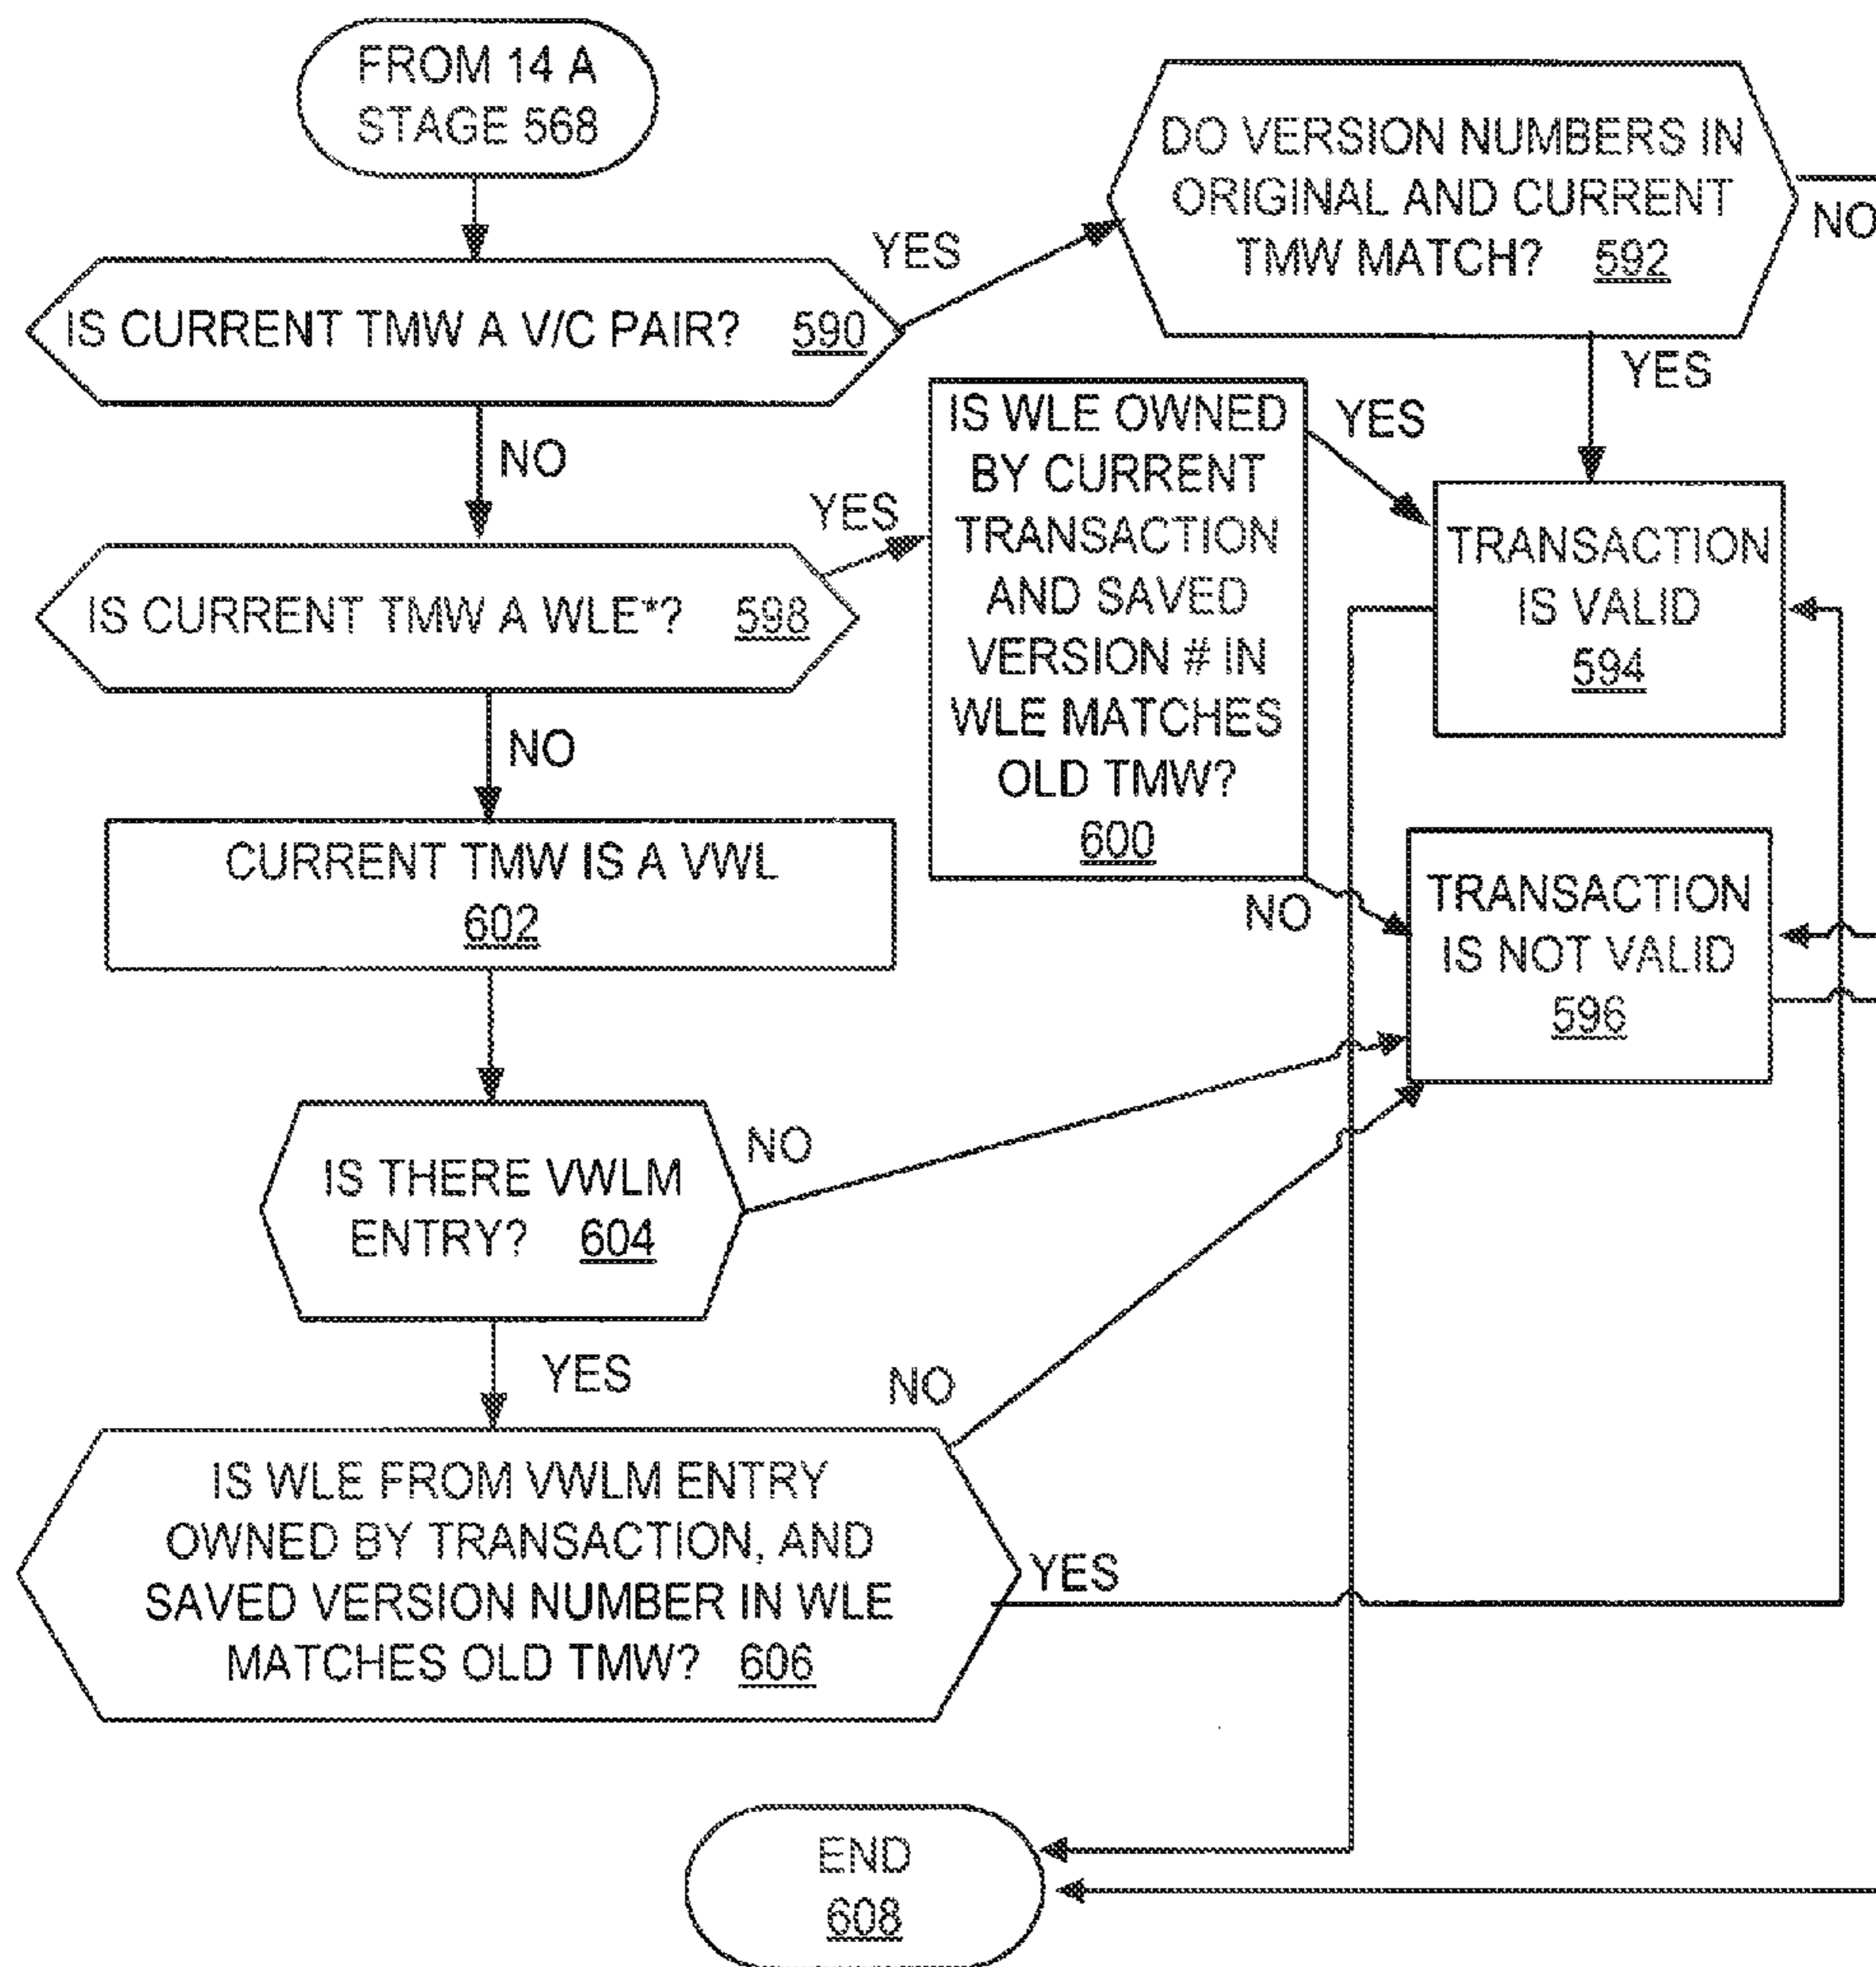 FROM 14 A
STAGE 568
DO VERSION NUMBERS IN
ORIGINAL AND CURRENT
TMW MATCH? 592
NO
YES
IS CURRENT TMW A V/C PAIR? 590
YES
NO
IS WLE OWNED
BY CURRENT
TRANSACTION
AND SAVED
VERSION # IN
WLE MATCHES
OLD TMW?
600
YES
NO
YES
IS CURRENT TMW A WLE*? 598
NO
TRANSACTION
IS VALID
594
CURRENT TMW IS A VWL
602
TRANSACTION
IS NOT VALID
596
IS THERE VWLM
ENTRY? 604
NO
YES
NO
IS WLE FROM VWLM ENTRY
OWNED BY TRANSACTION, AND
SAVED VERSION NUMBER IN WLE
MATCHES OLD TMW? 606
YES
END
608